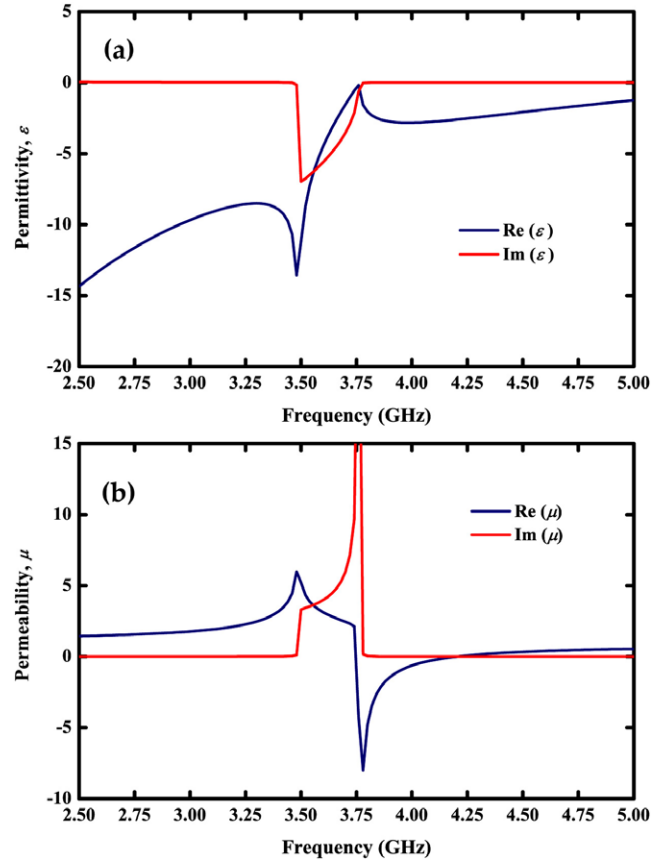 (a)
Permittivity, ε
5
0
-5
-10
-15
-20
Re (ε)
Im (ε)
2.50 2.75 3.00 3.25 3.50 3.75 4.00 4.25 4.50 4.75 5.00
Frequency (GHz)
(b)
Permeability, μ
15
10
5
0
-5
-10
Re (μ)
Im (μ)
2.50 2.75 3.00 3.25 3.50 3.75 4.00 4.25 4.50 4.75 5.00
Frequency (GHz)